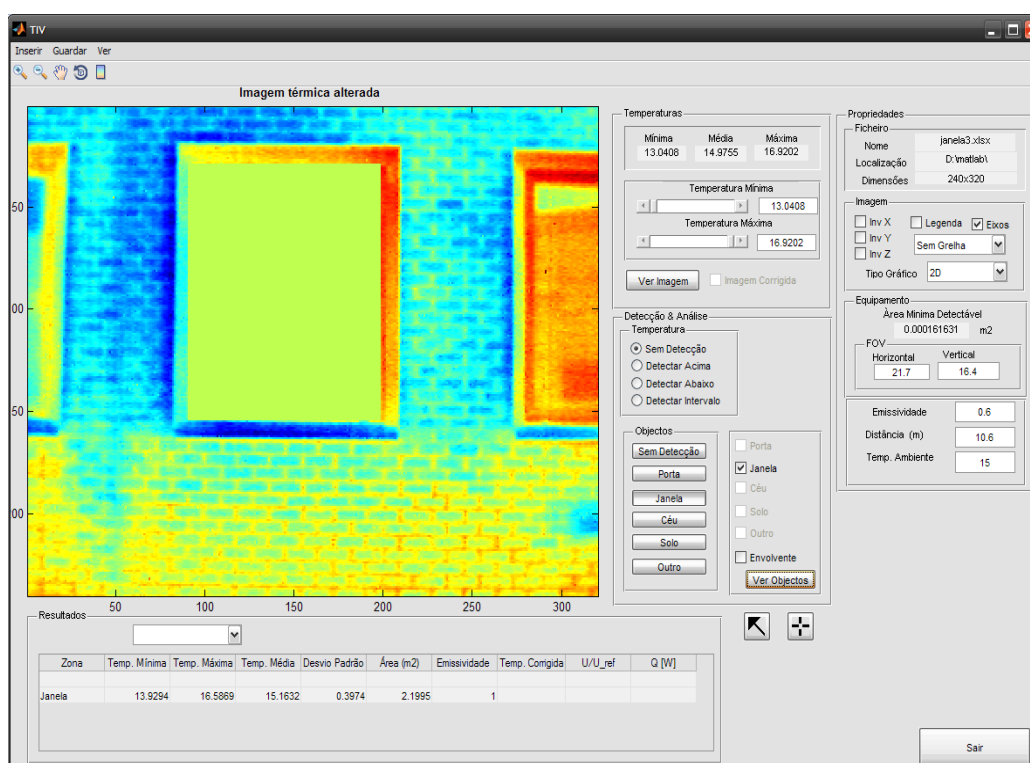 TIV
Inserir Guardar Ver
Imagem térmica alterada
50
00
50
00
50 100 150 200 250 300
Temperaturas
Mínima Média Máxima
13.0408 14.9755 16.9202
Temperatura Mínima
13.0408
Temperatura Máxima
16.9202
Ver Imagem Imagem Corrigida
Detecção & Análise
Temperatura
Sem Detecção
Detectar Acima
Detectar Abaixo
Detectar Intervalo
Objectos
Sem Detecção
Porta
Janela
Céu
Solo
Outro
Porta
Janela
Céu
Solo
Outro
Envolvente
Ver Objectos
Propriedades
Ficheiro
Nome janela3.xlsx
Localização D:\matlab\
Dimensões 240x320
Imagem
Inv X Legenda Eixos
Inv Y Sem Grelha
Inv Z
Tipo Gráfico 2D
Equipamento
Àrea Minima Detectável
0.000161631 m2
FOV
Horizontal Vertical
21.7 16.4
Emissividade 0.6
Distância (m) 10.6
Temp. Ambiente 15
Resultados
Zona Temp. Mínima Temp. Máxima Temp. Média Desvio Padrão Área (m2) Emissividade Temp. Corrigida U/U_ref Q [W]
Janela 13.9294 16.5869 15.1632 0.3974 2.1995 1
Sair